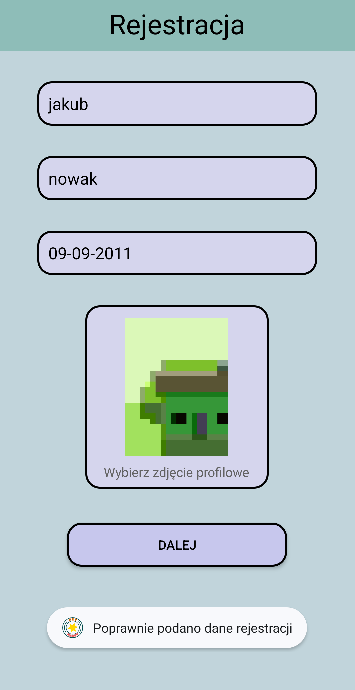 Rejestracja
jakub
nowak
09-09-2011
Wybierz zdjęcie profilowe
DALEJ
Poprawnie podano dane rejestracji